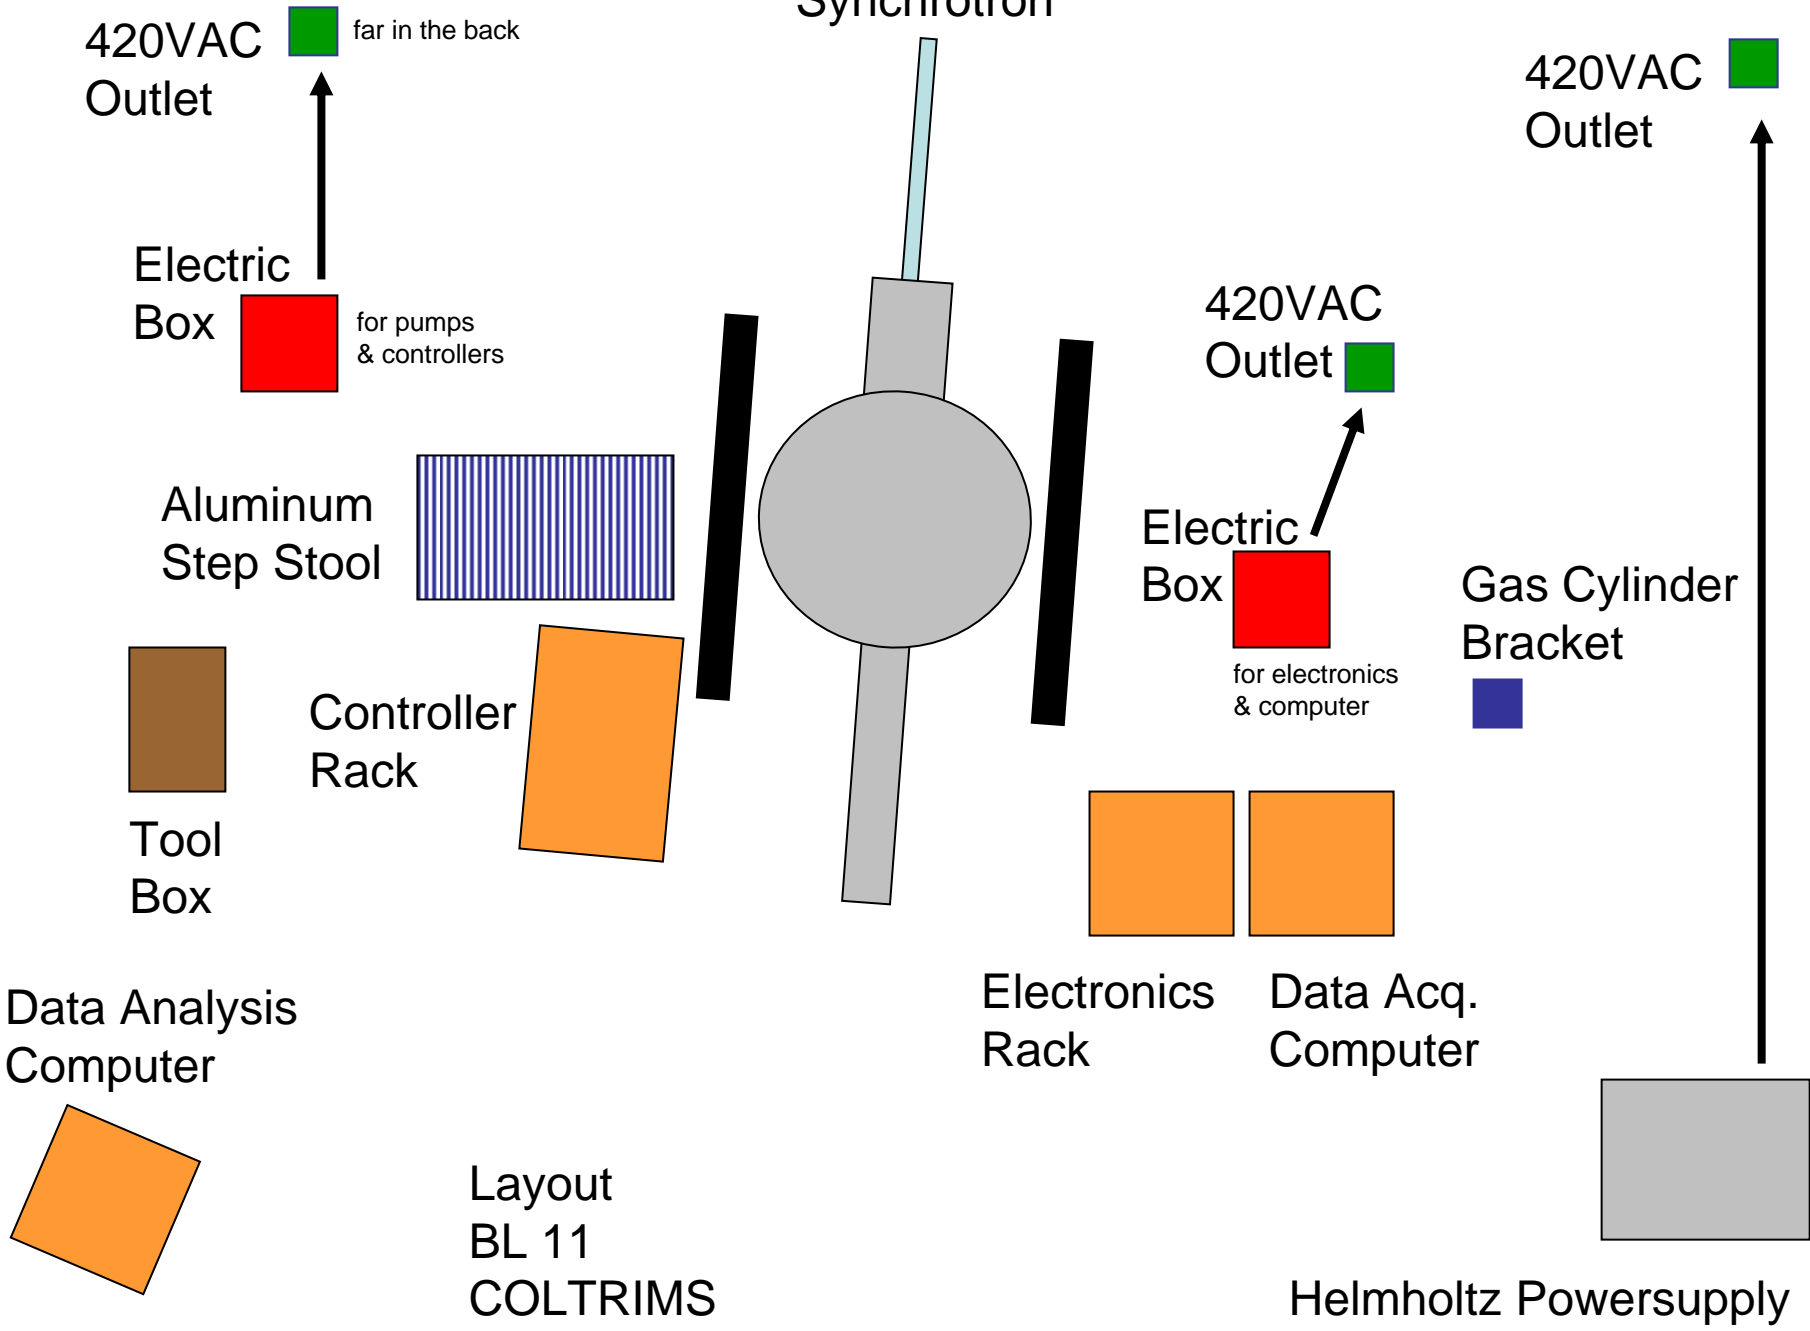 Synchrotron
420VAC
Outlet
far in the back
420VAC
Outlet
Electric
Box
for pumps
& controllers
420VAC
Outlet
Aluminum
Step Stool
Electric
Box
for electronics
& computer
Gas Cylinder
Bracket
Controller
Rack
Tool
Box
Electronics
Rack
Data Acq.
Computer
Data Analysis
Computer
Layout
BL 11
COLTRIMS
Helmholtz Powersupply